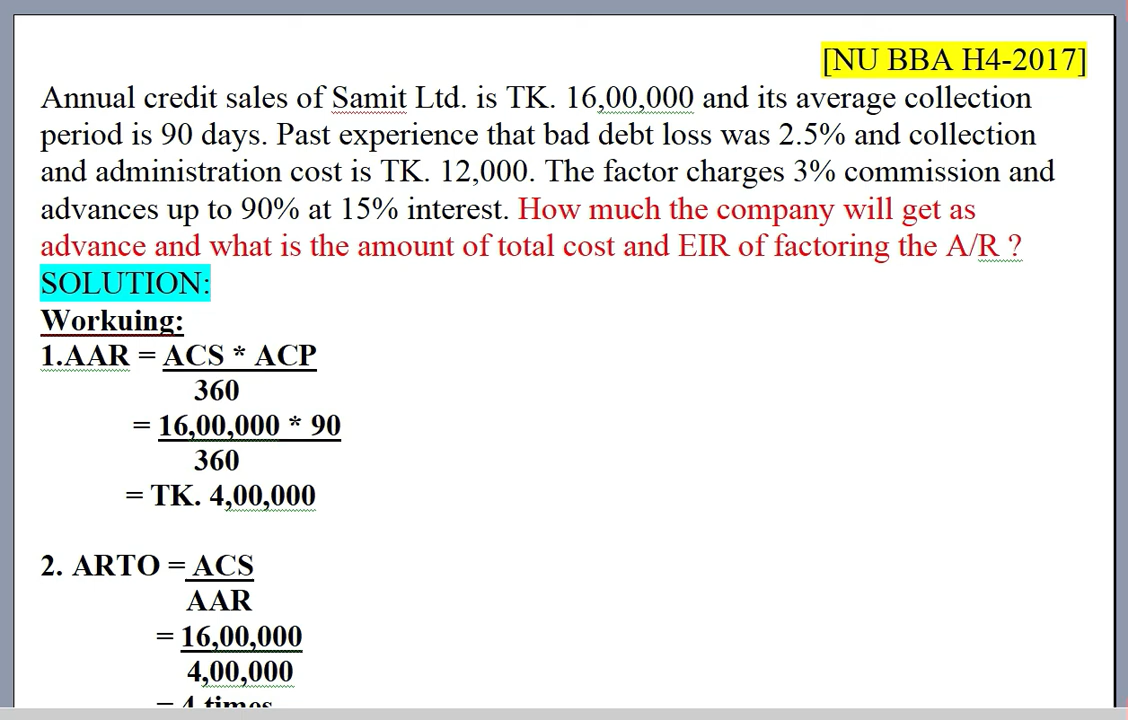 [NU BBA H4-2017]
Annual credit sales of Samit Ltd. is TK. 16,00,000 and its average collection
period is 90 days. Past experience that bad debt loss was 2.5% and collection
and administration cost is TK. 12,000. The factor charges 3% commission and
advances up to 90% at 15% interest. How much the company will get as
advance and what is the amount of total cost and EIR of factoring the A/R ?
SOLUTION:
Workuing:
1.AAR = ACS * ACP
360
= 16,00,000 * 90
360
= TK. 4,00,000
2. ARTO = ACS
AAR
= 16,00,000
4,00,000
= 4 times